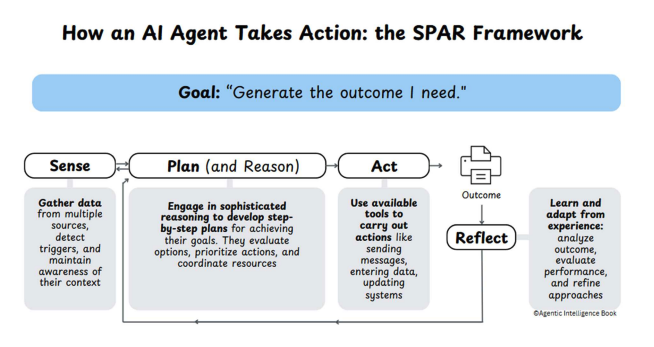 How an AI Agent Takes Action: the SPAR Framework
Goal: “Generate the outcome I need."
Sense
Gather data
from multiple
sources,
detect
triggers, and
maintain
awareness of
their context
Plan (and Reason)
Engage in sophisticated
reasoning to develop step-
by-step plans for achieving
their goals. They evaluate
options, prioritize actions, and
coordinate resources
Act
Use available
tools to
carry out
actions like
sending
messages,
entering data,
updating
systems
Outcome
Reflect
Learn and
adapt from
experience:
analyze
outcome,
evaluate
performance,
and refine
approaches
©Agentic Intelligence Book